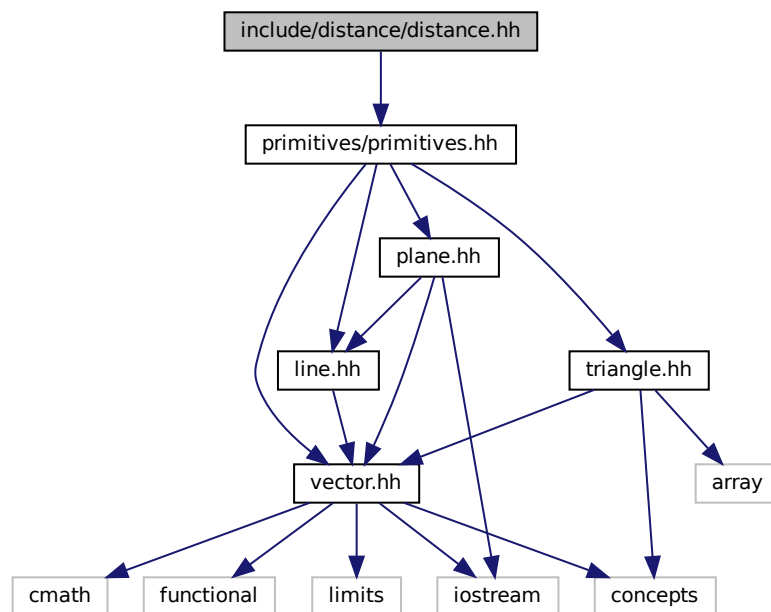 include/distance/distance.hh
primitives/primitives.hh
plane.hh
line.hh
triangle.hh
vector.hh
array
cmath
functional
limits
iostream
concepts